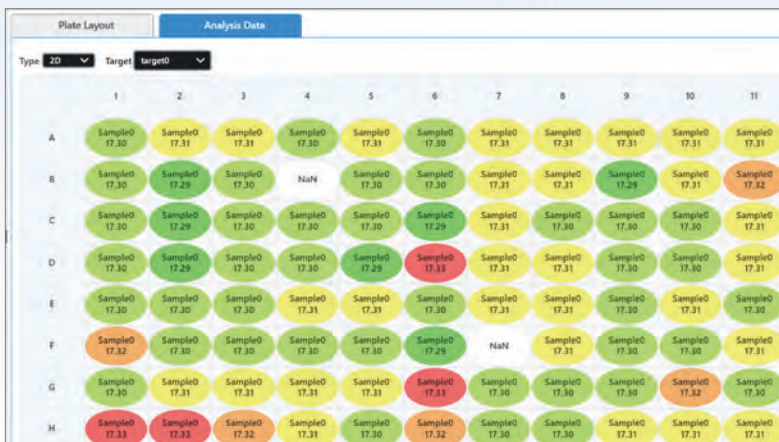 Plate Layout Analysis Data
Type 2D Target target0
1 2 3 4 5 6 7 8 9 10 11
A Sample0 Sample0 Sample0 Sample0 Sample0 Sample0 Sample0 Sample0 Sample0 Sample0 Sample0
17.30 17.31 17.31 17.30 17.31 17.30 17.31 17.31 17.31 17.31 17.31
B Sample0 Sample0 Sample0 NaN Sample0 Sample0 Sample0 Sample0 Sample0 Sample0 Sample0
17.30 17.29 17.30 17.30 17.30 17.31 17.31 17.29 17.31 17.32
C Sample0 Sample0 Sample0 Sample0 Sample0 Sample0 Sample0 Sample0 Sample0 Sample0 Sample0
17.30 17.29 17.30 17.30 17.30 17.29 17.31 17.30 17.30 17.30 17.31
D Sample0 Sample0 Sample0 Sample0 Sample0 Sample0 Sample0 Sample0 Sample0 Sample0 Sample0
17.30 17.29 17.30 17.30 17.29 17.33 17.31 17.31 17.30 17.30 17.31
E Sample0 Sample0 Sample0 Sample0 Sample0 Sample0 Sample0 Sample0 Sample0 Sample0 Sample0
17.30 17.30 17.30 17.31 17.31 17.30 17.31 17.31 17.30 17.31 17.30
F Sample0 Sample0 Sample0 Sample0 Sample0 Sample0 NaN Sample0 Sample0 Sample0 Sample0
17.32 17.30 17.30 17.30 17.30 17.29 17.31 17.30 17.30 17.31
G Sample0 Sample0 Sample0 Sample0 Sample0 Sample0 Sample0 Sample0 Sample0 Sample0 Sample0
17.30 17.31 17.31 17.31 17.31 17.33 17.30 17.30 17.30 17.32 17.30
H Sample0 Sample0 Sample0 Sample0 Sample0 Sample0 Sample0 Sample0 Sample0 Sample0 Sample0
17.33 17.33 17.32 17.31 17.30 17.32 17.30 17.30 17.31 17.31 17.31